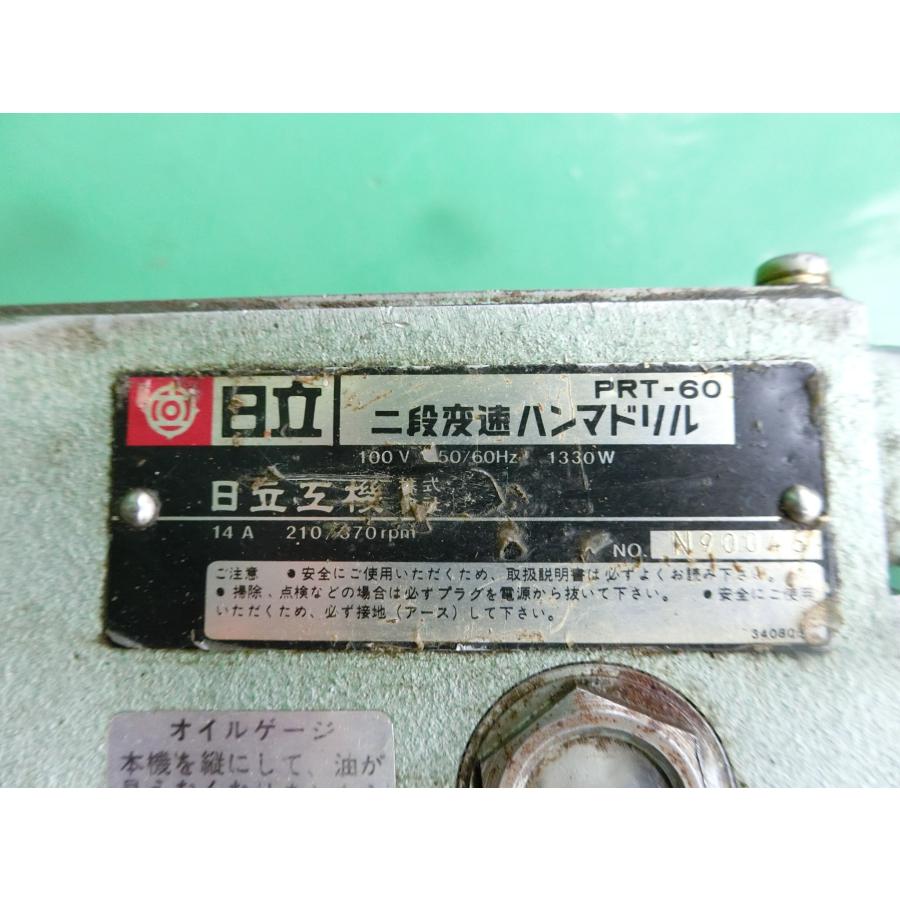 日立
PRT-60
二段変速ハンマドリル
100V 50/60Hz 1330W
日立工機 株式
14A 210/370rpm
NO. N90045
ご注意 ●安全にご使用いただくため、取扱説明書は必ずよくお読み下さい。
●掃除、点検などの場合は必ずプラグを電源から抜いて下さい。 ●安全にご使用
いただくため、必ず接地(アース)して下さい。
オイルゲージ
本機を縦にして、油が